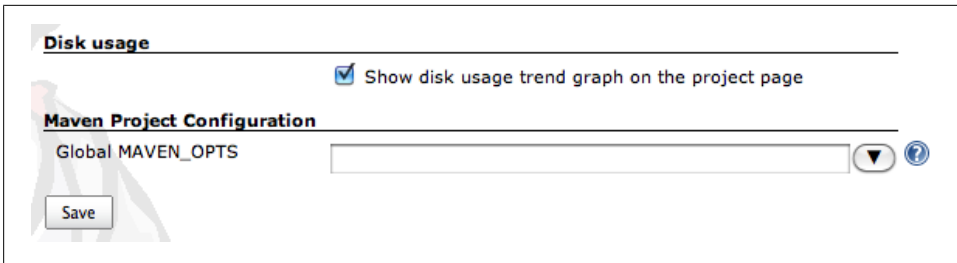 Disk usage
Show disk usage trend graph on the project page
Maven Project Configuration
Global MAVEN_OPTS
?
Save